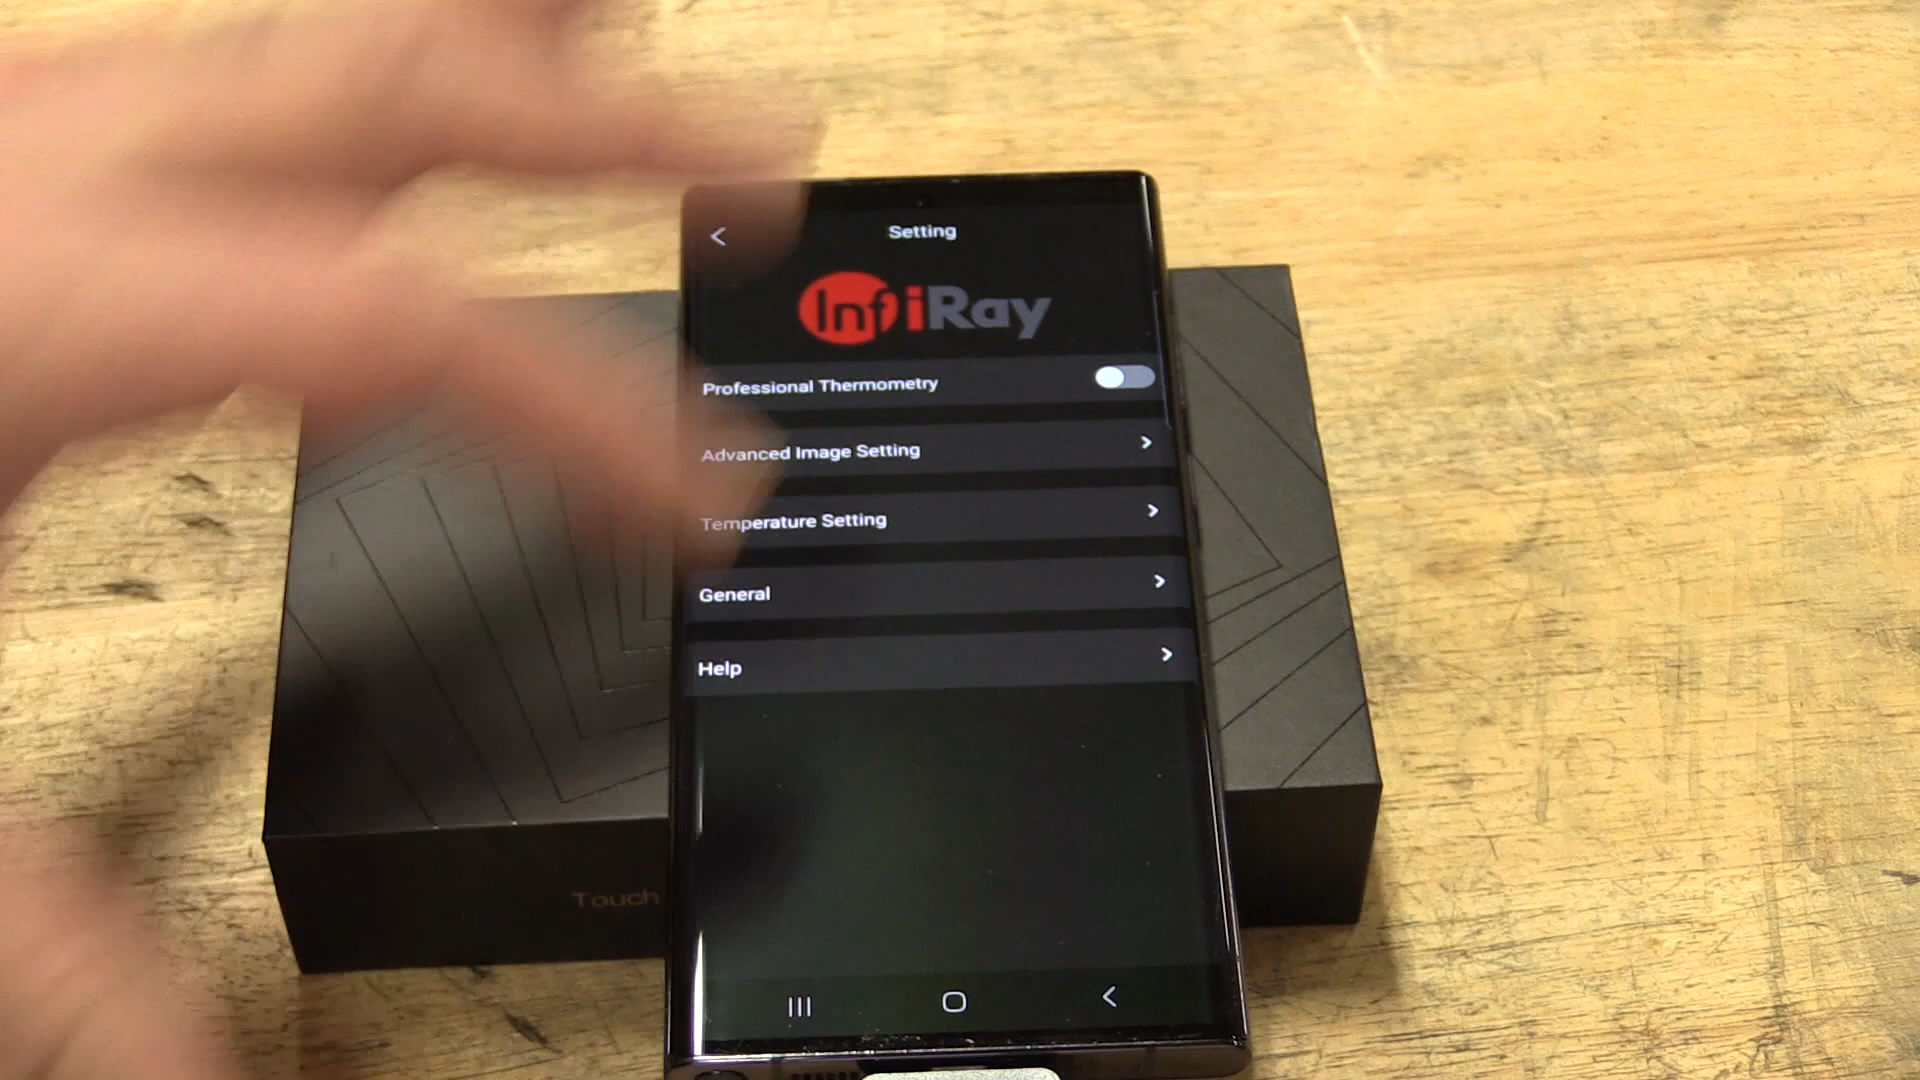 Setting
InfiRay
Professional Thermometry
Advanced Image Setting
Temperature Setting
General
Help
Touch